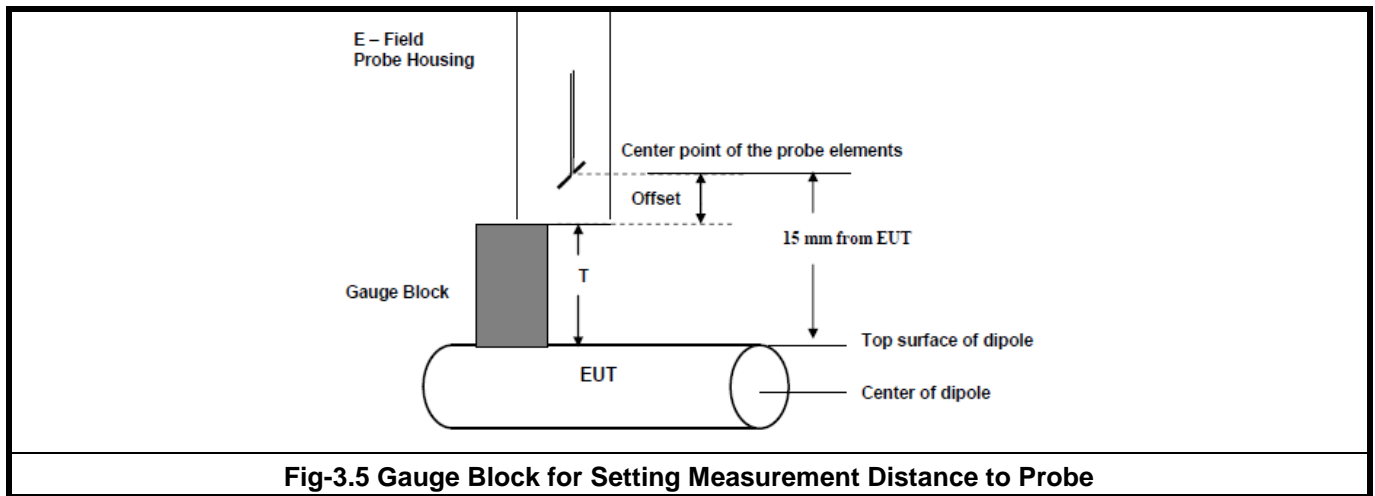 E – Field
Probe Housing
Center point of the probe elements
Offset
15 mm from EUT
T
Gauge Block
Top surface of dipole
EUT
Center of dipole
Fig-3.5 Gauge Block for Setting Measurement Distance to Probe